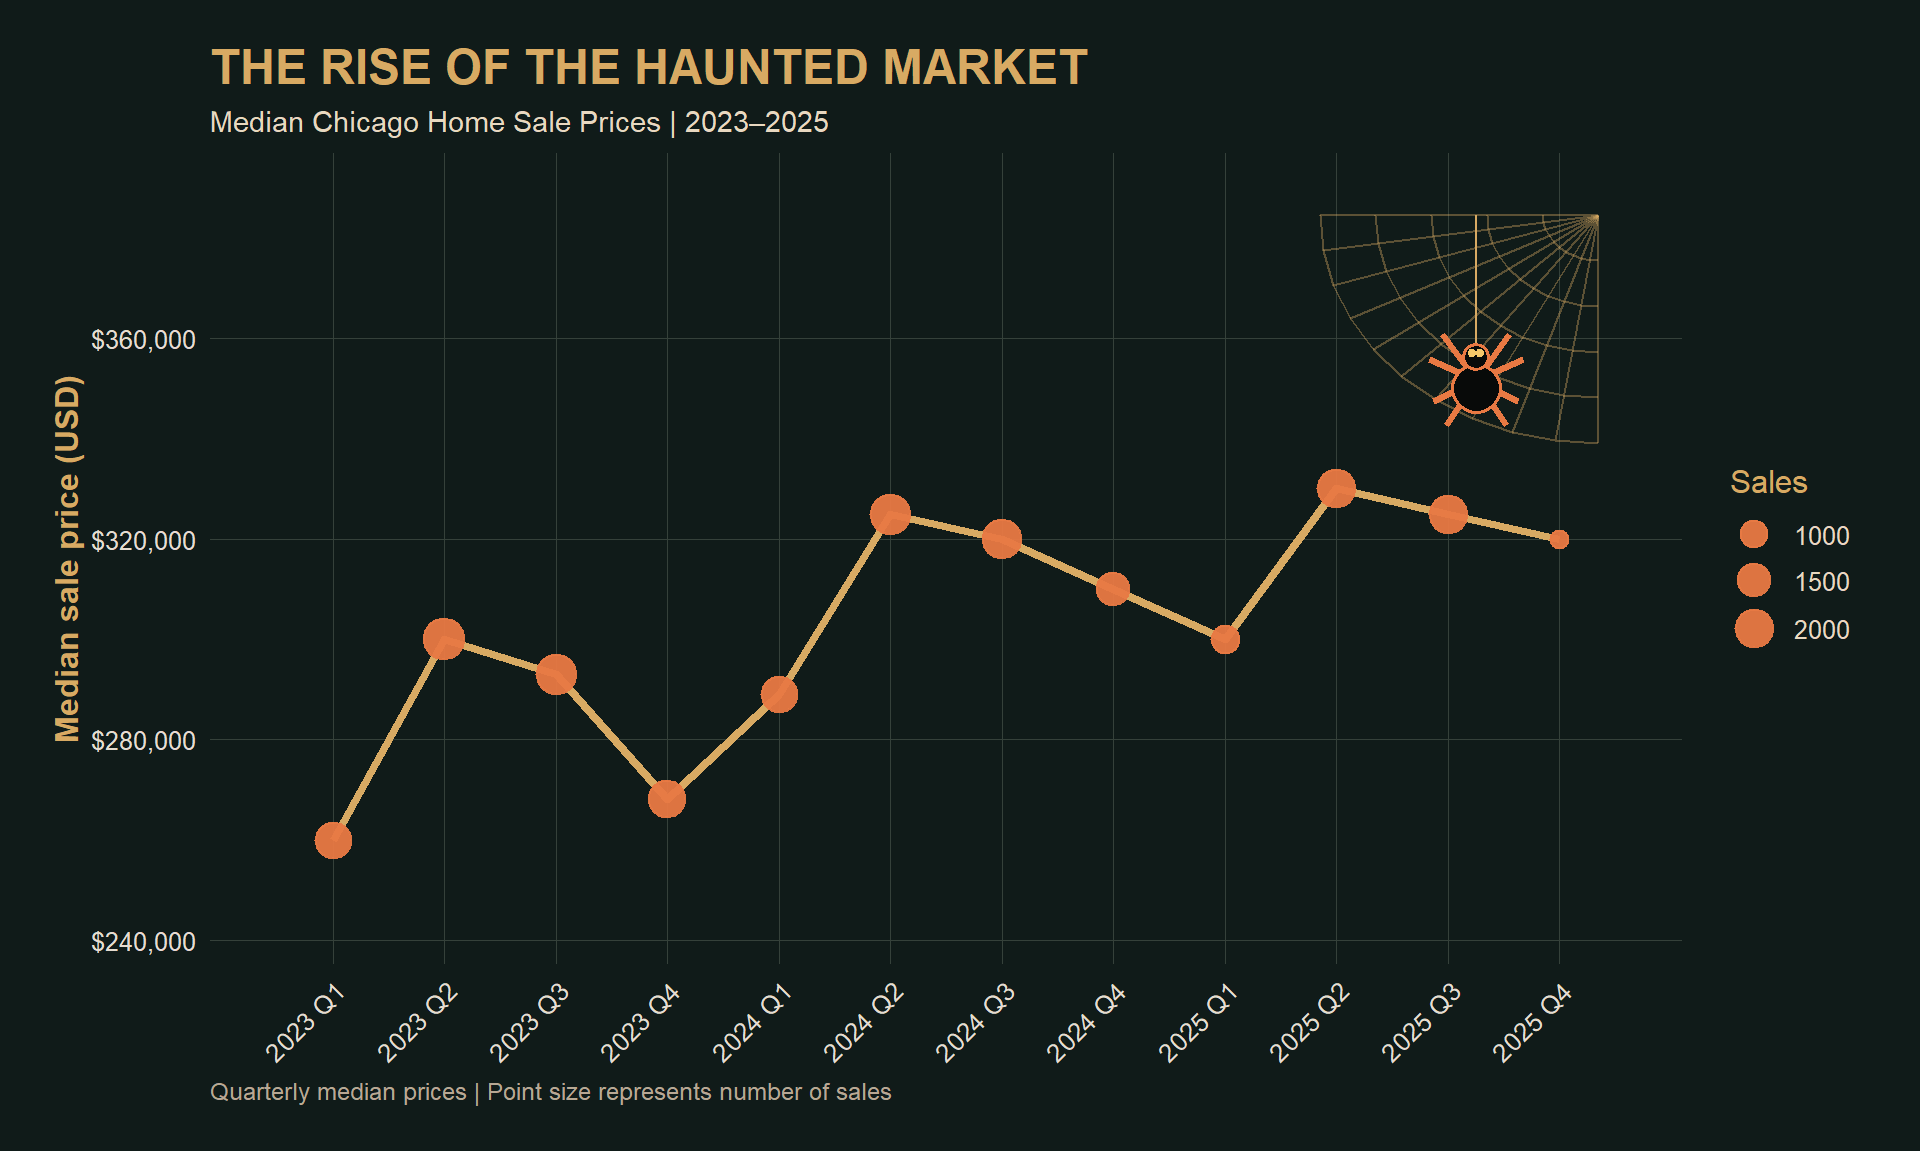 THE RISE OF THE HAUNTED MARKET
Median Chicago Home Sale Prices | 2023–2025
Median sale price (USD)
$360,000
$320,000
$280,000
$240,000
2023 Q1
2023 Q2
2023 Q3
2023 Q4
2024 Q1
2024 Q2
2024 Q3
2024 Q4
2025 Q1
2025 Q2
2025 Q3
2025 Q4
Sales
1000
1500
2000
Quarterly median prices | Point size represents number of sales